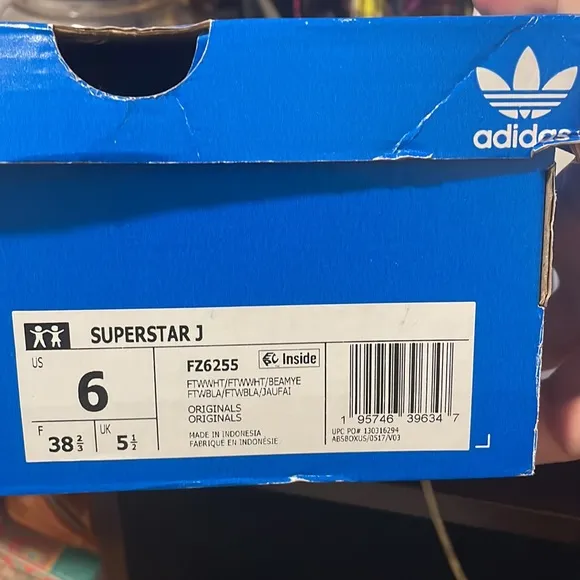 adidas
SUPERSTAR J
US
6
F
38 2/3
UK
5 1/2
FZ6255
Inside
FTWWHT/FTWWHT/BEAMYE
FTWBLA/FTWBLA/JAUFAI
ORIGINALS
ORIGINALS
MADE IN INDONESIA
FABRIQUÉ EN INDONÉSIE
1 95746 39634 7
UPC PO# 130316294
ABSBOXUS/0517/V03